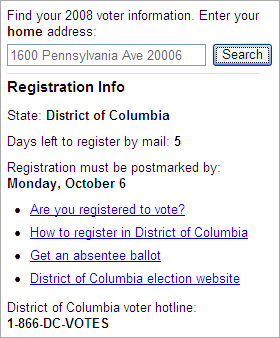 Find your 2008 voter information. Enter your
home address:
1600 Pennsylvania Ave 20006
Search
Registration Info
State: District of Columbia
Days left to register by mail: 5
Registration must be postmarked by:
Monday, October 6
Are you registered to vote?
How to register in District of Columbia
Get an absentee ballot
District of Columbia election website
District of Columbia voter hotline:
1-866-DC-VOTES